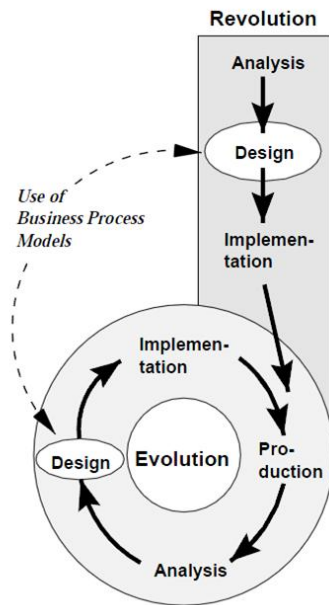 Revolution
Analysis
Design
Use of
Business Process
Models
Implemen-
tation
Implemen-
tation
Pro-
duction
Design
Evolution
Analysis